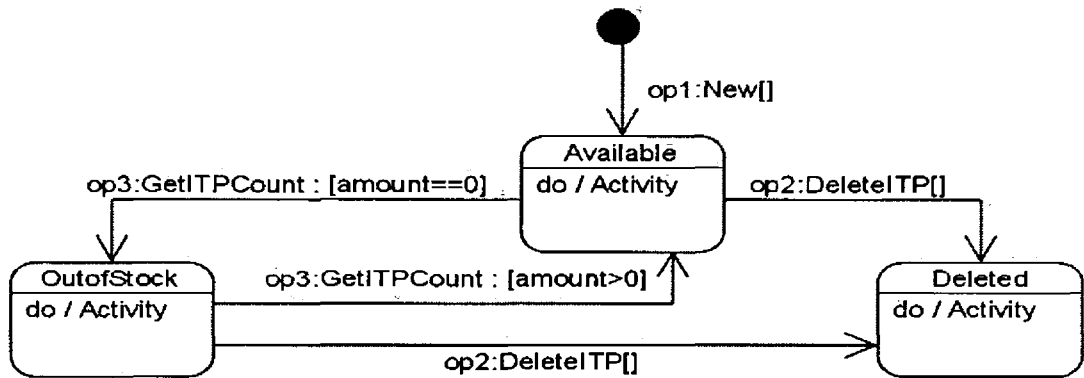 op1:New[]
Available
do / Activity
op3:GetITPCount : [amount==0]
op2:DeleteITP[]
OutofStock
do / Activity
op3:GetITPCount : [amount>0]
Deleted
do / Activity
op2:DeleteITP[]